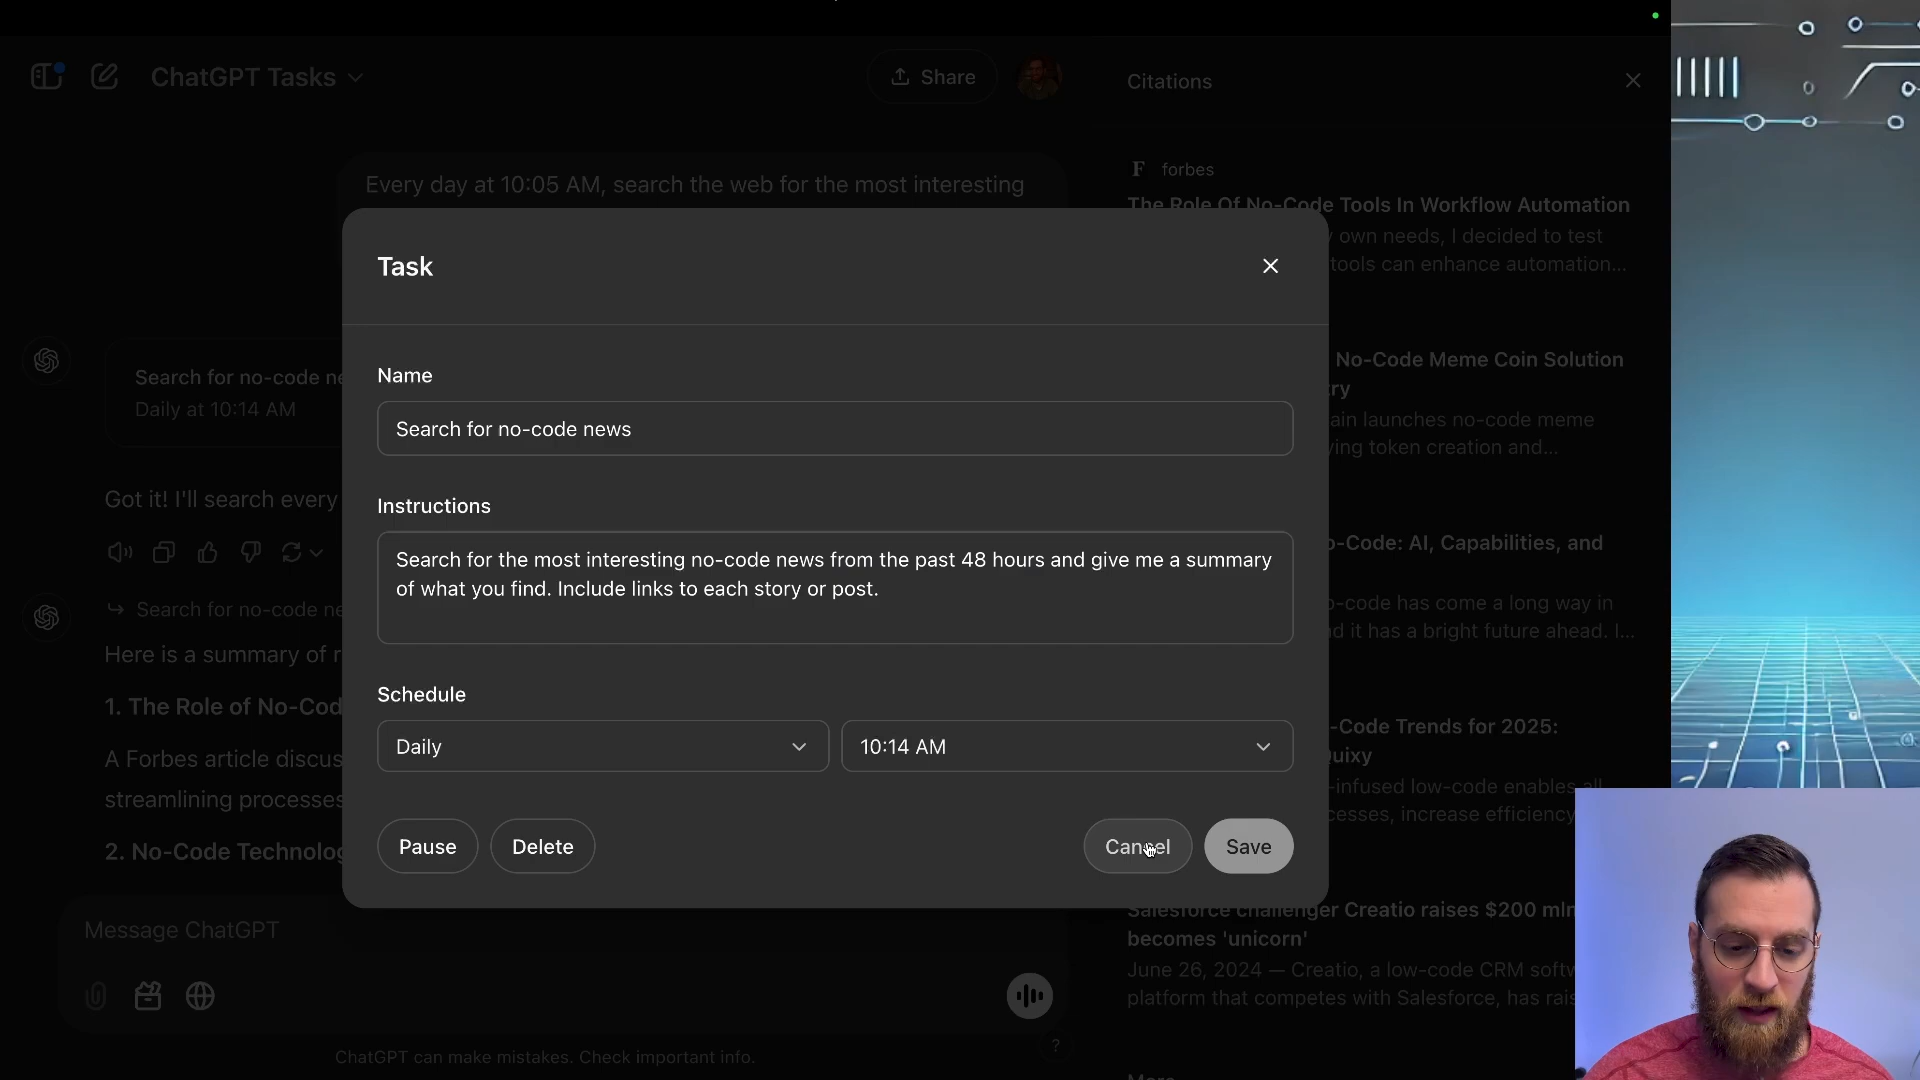 ChatGPT Tasks
Share
Citations
F forbes
Every day at 10:05 AM, search the web for the most interesting
The Role Of No-Code Tools In Workflow Automation
own needs, I decided to test
tools can enhance automation...
Task
No-Code Meme Coin Solution
Name
Search for no-code ne
Daily at 10:14 AM
Search for no-code news
launches no-code meme
token creation and...
Got it! I'll search every
Instructions
Search for the most interesting no-code news from the past 48 hours and give me a summary
of what you find. Include links to each story or post.
o-Code: AI, Capabilities, and
Search for no-code ne
o-code has come a long way in
d it has a bright future ahead. I...
Here is a summary of r
Schedule
1. The Role of No-Cod
-Code Trends for 2025:
Daily
10:14 AM
A Forbes article discus
streamlining processes
-infused low-code enables all
cesses, increase efficiency
2. No-Code Technolog
Pause
Delete
Cancel
Save
Salesforce challenger Creatio raises $200 mln
becomes 'unicorn'
Message ChatGPT
June 26, 2024 — Creatio, a low-code CRM softw
platform that competes with Salesforce, has rais
ChatGPT can make mistakes. Check important info.
?
More